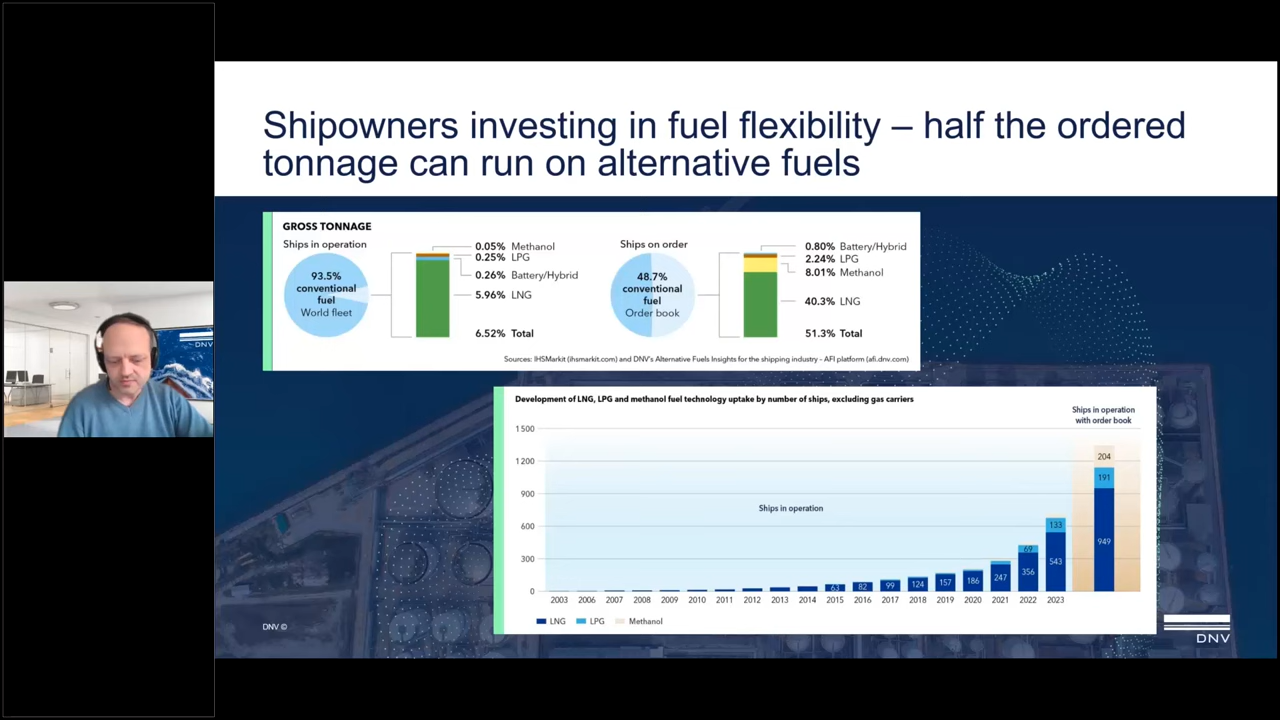 Shipowners investing in fuel flexibility – half the ordered
tonnage can run on alternative fuels
GROSS TONNAGE
Ships in operation
93.5%
conventional
fuel
World fleet
0.05% Methanol
0.25% LPG
0.26% Battery/Hybrid
5.96% LNG
6.52% Total
Ships on order
48.7%
conventional
fuel
Order book
0.80% Battery/Hybrid
2.24% LPG
8.01% Methanol
40.3% LNG
51.3% Total
Sources: IHSMarkit (ihsmarkit.com) and DNV's Alternative Fuels Insights for the shipping industry - AFI platform (afi.dnv.com)
Development of LNG, LPG and methanol fuel technology uptake by number of ships, excluding gas carriers
Ships in operation
with order book
1 500
1 200
900
600
300
0
Ships in operation
63
82
99
124
157
186
247
69
356
133
543
204
191
949
2003 2006 2007 2008 2009 2010 2011 2012 2013 2014 2015 2016 2017 2018 2019 2020 2021 2022 2023
LNG LPG Methanol
DNV ©
DNV
DNV